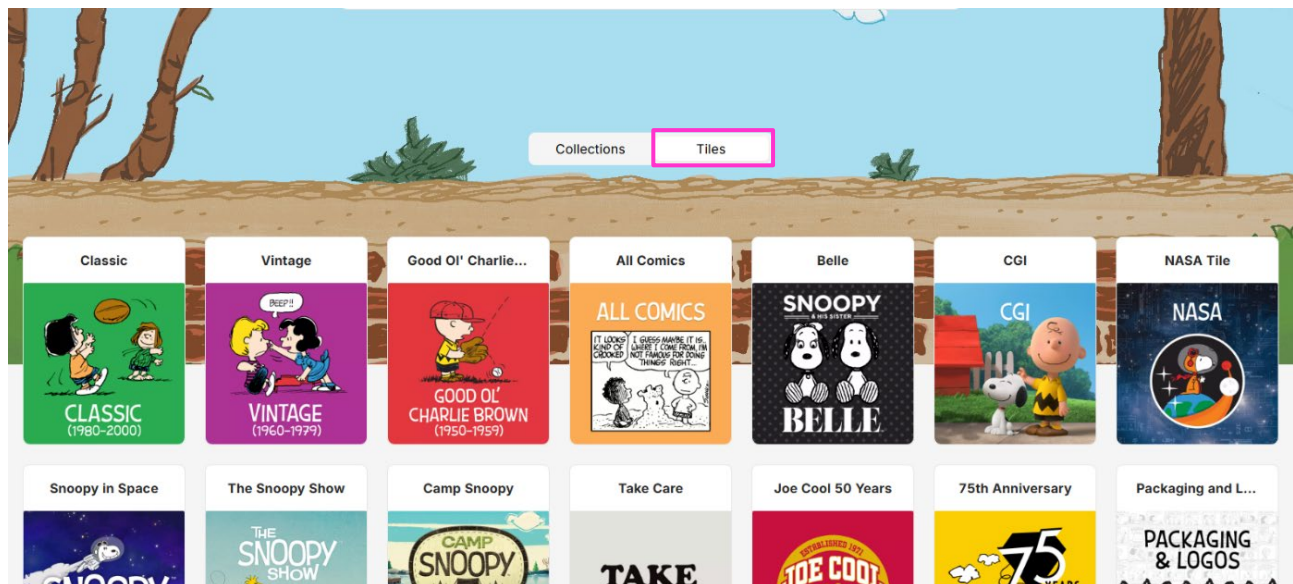 Collections Tiles
Classic Vintage Good Ol' Charlie... All Comics Belle CGI NASA Tile
CLASSIC
(1980-2000)
BEEP!!
VINTAGE
(1960-1979)
GOOD OL'
CHARLIE BROWN
(1950-1959)
ALL COMICS
IT LOOKS
KIND OF
CROOKED
I GUESS MAYBE IT IS..
WHERE I COME FROM, I'M
NOT FAMOUS FOR DOING
THINGS RIGHT...
SNOOPY
& HIS SISTER
BELLE
CGI
NASA
Snoopy in Space The Snoopy Show Camp Snoopy Take Care Joe Cool 50 Years 75th Anniversary Packaging and L...
SNOOPY
THE
SNOOPY
SHOW
CAMP
SNOOPY
TAKE
ESTABLISHED 1971
JOE COOL
75
YEARS
PACKAGING
& LOGOS